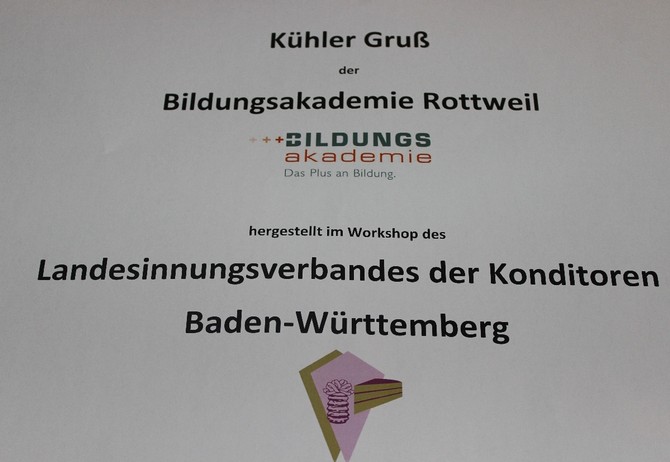 Kühler Gruß
der
Bildungsakademie Rottweil
+++BILDUNGS
akademie
Das Plus an Bildung.
hergestellt im Workshop des
Landesinnungsverbandes der Konditoren
Baden-Württemberg